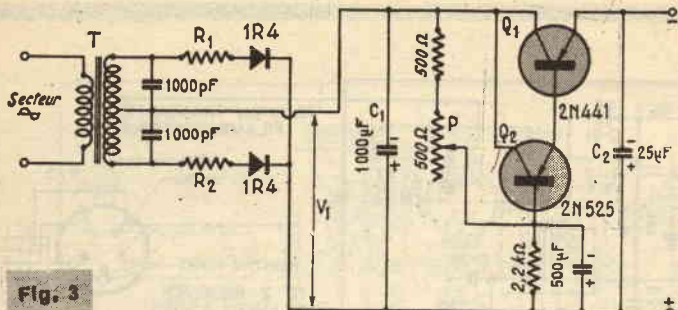 T
Secteur
R1
1R4
1000pF
1000pF
R2
1R4
VI
1000µF
C1
-
+
500Ω
500Ω
P
Q1
2N441
Q2
2N525
2,2kΩ
500µF
-
+
C2
-
+
25µF
-
+
Fig. 3